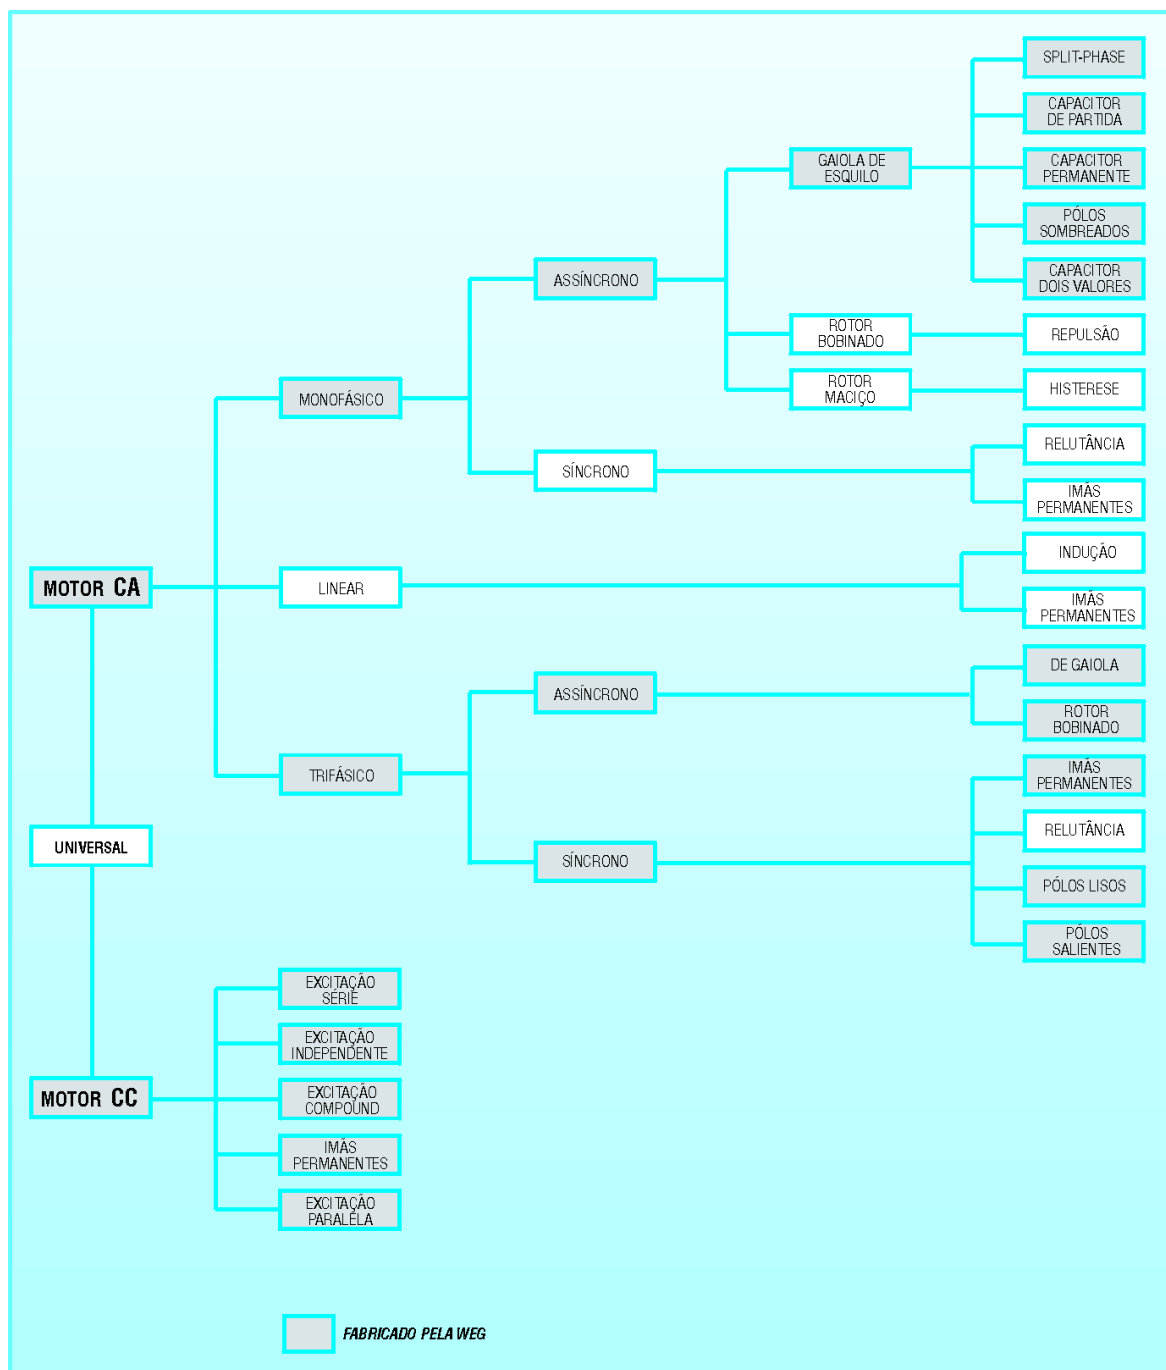 SPLIT-PHASE
CAPACITOR
DE PARTIDA
GAIOLA DE
ESQUILO
CAPACITOR
PERMANENTE
PÓLOS
SOMBREADOS
ASSÍNCRONO
CAPACITOR
DOIS VALORES
ROTOR
BOBINADO
REPULSÃO
MONOFÁSICO
ROTOR
MACIÇO
HISTERESE
RELUTÂNCIA
SÍNCRONO
IMÃS
PERMANENTES
INDUÇÃO
MOTOR CA
LINEAR
IMÃS
PERMANENTES
DE GAIOLA
ASSÍNCRONO
ROTOR
BOBINADO
TRIFÁSICO
IMÃS
PERMANENTES
RELUTÂNCIA
UNIVERSAL
SÍNCRONO
PÓLOS LISOS
PÓLOS
SALIENTES
EXCITAÇÃO
SÉRIE
EXCITAÇÃO
INDEPENDENTE
MOTOR CC
EXCITAÇÃO
COMPOUND
IMÃS
PERMANENTES
EXCITAÇÃO
PARALELA
FABRICADO PELA WEG